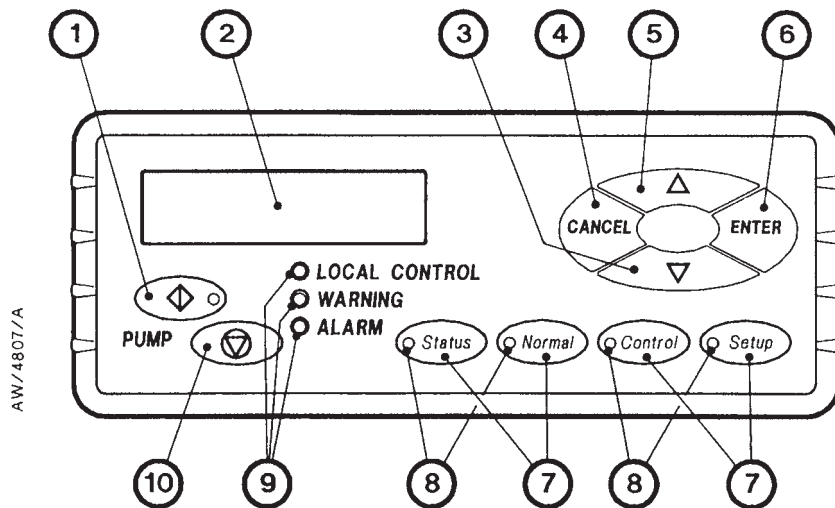 1 2 3 4 5 6
CANCEL ENTER
LOCAL CONTROL
WARNING
ALARM
PUMP
Status Normal Control Setup
AW/4807/A
10 9 8 7 8 7